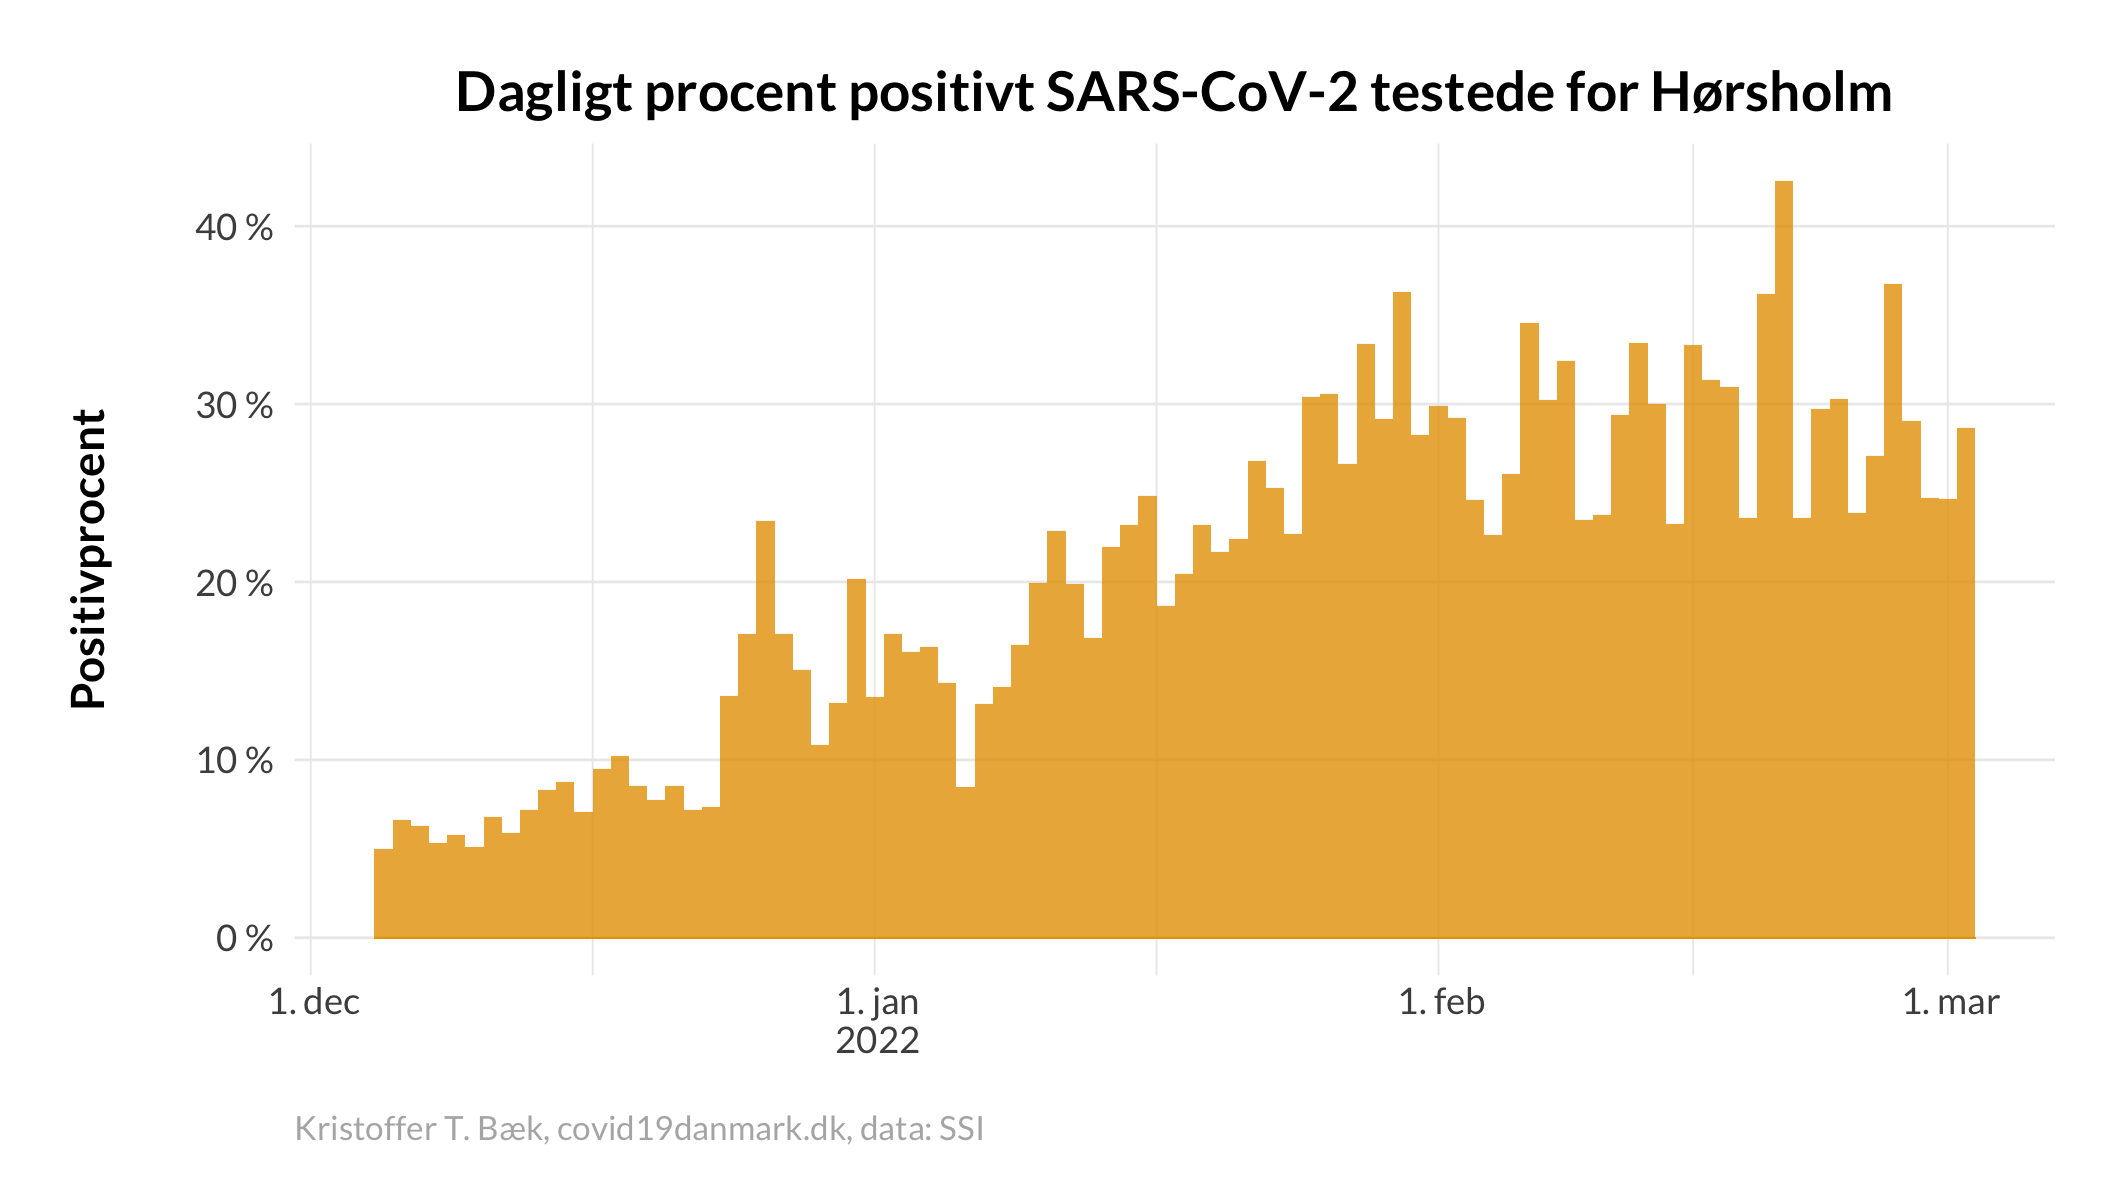 Dagligt procent positivt SARS-CoV-2 testede for Hørsholm
Positivprocent
40 %
30 %
20 %
10 %
0 %
1. dec
1. jan
2022
1. feb
1. mar
Kristoffer T. Bæk, covid19danmark.dk, data: SSI